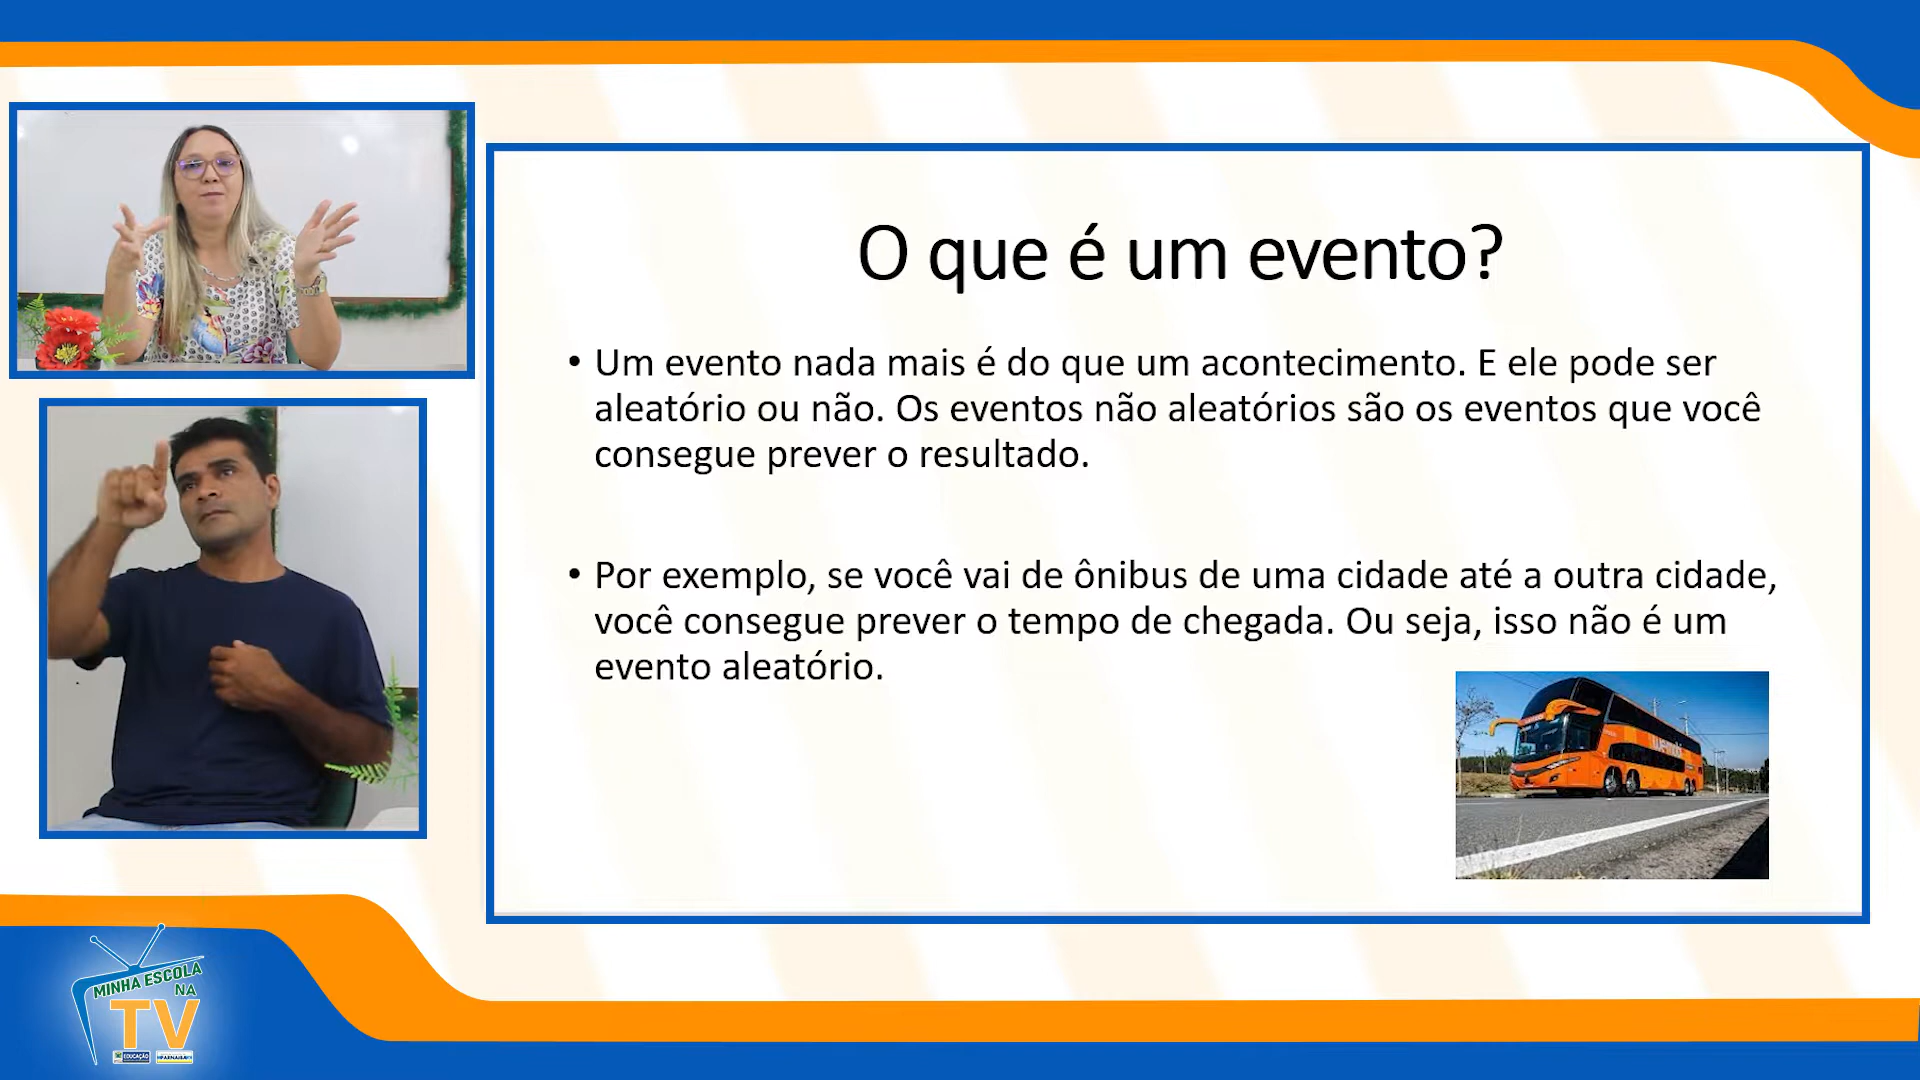 O que é um evento?
• Um evento nada mais é do que um acontecimento. E ele pode ser
aleatório ou não. Os eventos não aleatórios são os eventos que você
consegue prever o resultado.
• Por exemplo, se você vai de ônibus de uma cidade até a outra cidade,
você consegue prever o tempo de chegada. Ou seja, isso não é um
evento aleatório.
MINHA ESCOLA
NA
TV
EDUCAÇÃO